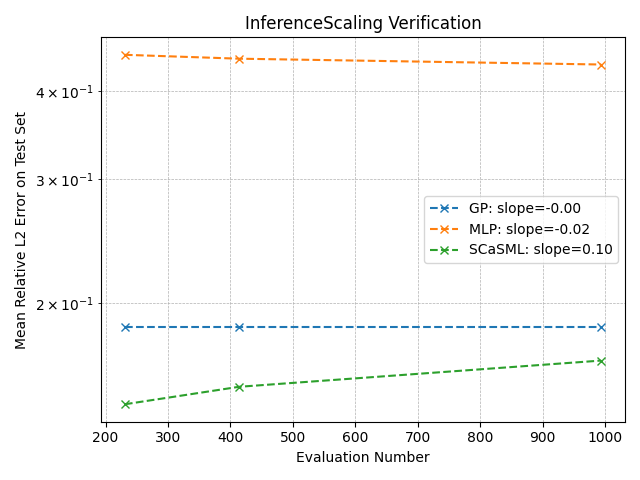 InferenceScaling Verification
Mean Relative L2 Error on Test Set
4 × 10⁻¹
3 × 10⁻¹
2 × 10⁻¹
GP: slope=-0.00
MLP: slope=-0.02
SCaSML: slope=0.10
200 300 400 500 600 700 800 900 1000
Evaluation Number